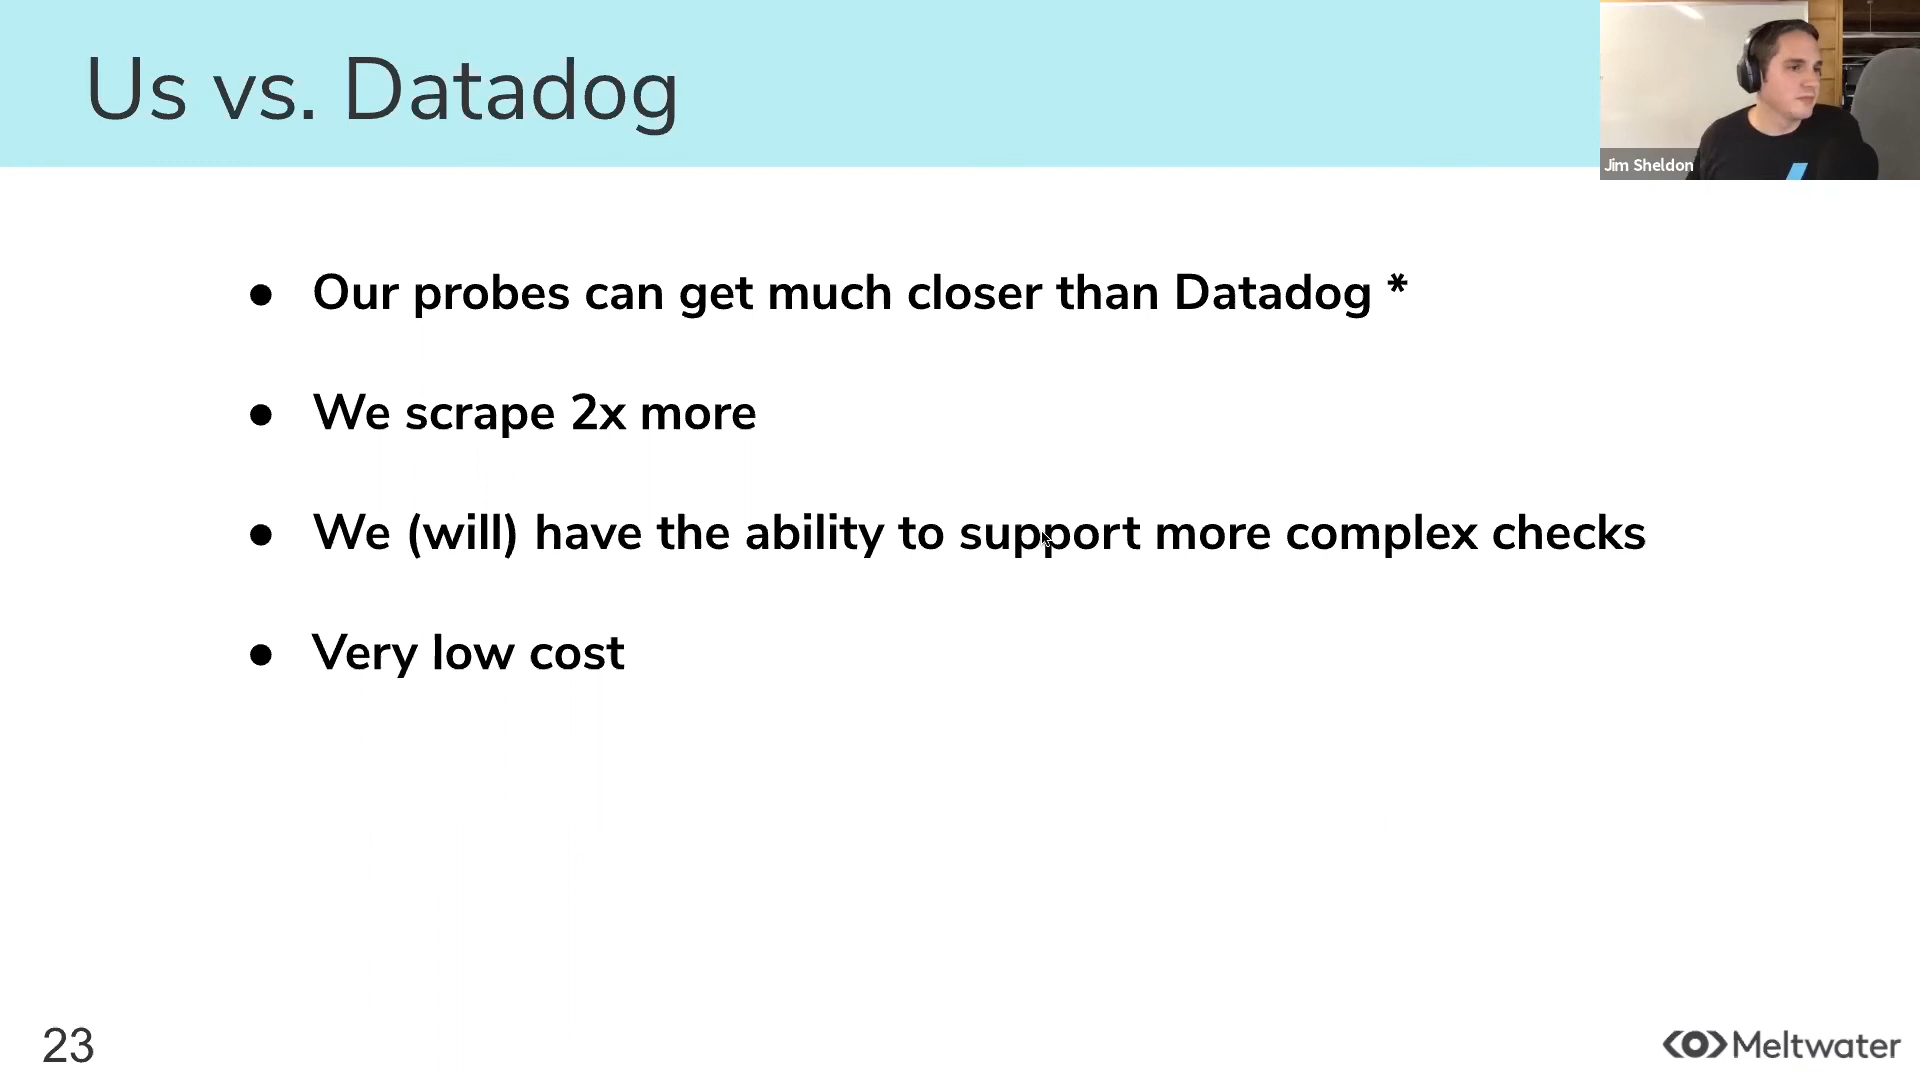 Us vs. Datadog
Jim Sheldon
● Our probes can get much closer than Datadog *
● We scrape 2x more
● We (will) have the ability to support more complex checks
● Very low cost
23
Meltwater